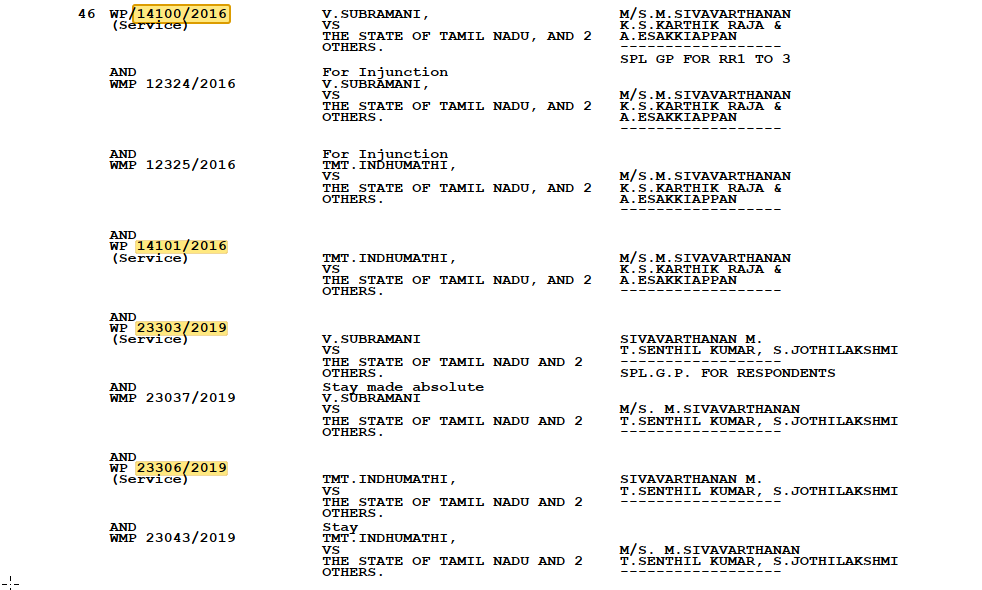 46 WP/14100/2016 V.SUBRAMANI, M/S.M.SIVAVARTHANAN
(Service) VS K.S.KARTHIK RAJA &
THE STATE OF TAMIL NADU, AND 2 A.ESAKKIAPPAN
OTHERS. ------------------
SPL GP FOR RR1 TO 3
AND For Injunction
WMP 12324/2016 V.SUBRAMANI,
VS M/S.M.SIVAVARTHANAN
THE STATE OF TAMIL NADU, AND 2 K.S.KARTHIK RAJA &
OTHERS. A.ESAKKIAPPAN
------------------
AND For Injunction
WMP 12325/2016 TMT.INDHUMATHI,
VS M/S.M.SIVAVARTHANAN
THE STATE OF TAMIL NADU, AND 2 K.S.KARTHIK RAJA &
OTHERS. A.ESAKKIAPPAN
------------------
AND
WP 14101/2016
(Service) TMT.INDHUMATHI, M/S.M.SIVAVARTHANAN
VS K.S.KARTHIK RAJA &
THE STATE OF TAMIL NADU, AND 2 A.ESAKKIAPPAN
OTHERS. ------------------
AND
WP 23303/2019
(Service) V.SUBRAMANI SIVAVARTHANAN M.
VS T.SENTHIL KUMAR, S.JOTHILAKSHMI
THE STATE OF TAMIL NADU AND 2 ------------------
OTHERS. SPL.G.P. FOR RESPONDENTS
AND Stay made absolute
WMP 23037/2019 V.SUBRAMANI
VS M/S. M.SIVAVARTHANAN
THE STATE OF TAMIL NADU AND 2 T.SENTHIL KUMAR, S.JOTHILAKSHMI
OTHERS. ------------------
AND
WP 23306/2019
(Service) TMT.INDHUMATHI, SIVAVARTHANAN M.
VS T.SENTHIL KUMAR, S.JOTHILAKSHMI
THE STATE OF TAMIL NADU AND 2 ------------------
OTHERS.
AND Stay
WMP 23043/2019 TMT.INDHUMATHI,
VS M/S. M.SIVAVARTHANAN
THE STATE OF TAMIL NADU AND 2 T.SENTHIL KUMAR, S.JOTHILAKSHMI
OTHERS. ------------------